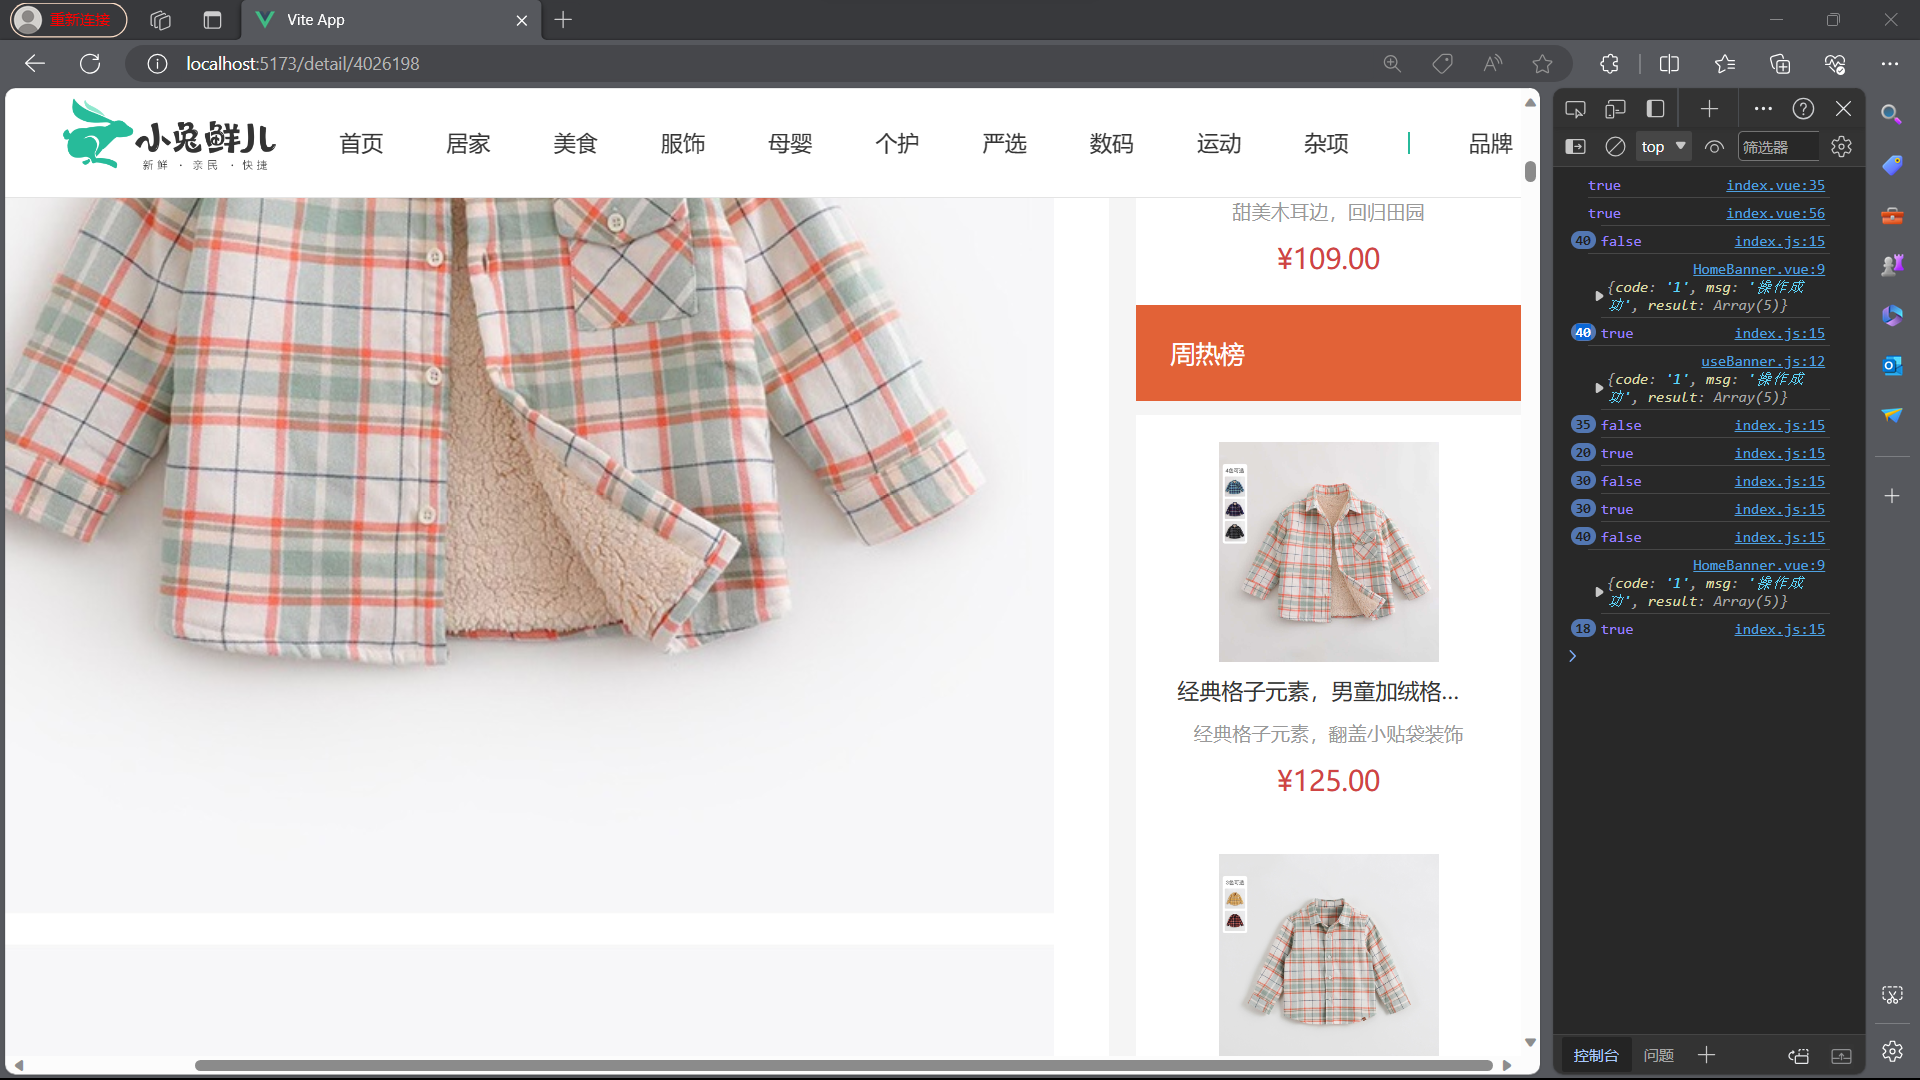 重新连接
Vite App
localhost:5173/detail/4026198
小兔鲜儿
新鲜 · 亲民 · 快捷
首页 居家 美食 服饰 母婴 个护 严选 数码 运动 杂项 品牌
甜美木耳边，回归田园
¥109.00
周热榜
4色可选
经典格子元素，男童加绒格...
经典格子元素，翻盖小贴袋装饰
¥125.00
top 筛选器
true index.vue:35
true index.vue:56
40 false index.js:15
HomeBanner.vue:9
{code: '1', msg: '操作成
功', result: Array(5)}
40 true index.js:15
useBanner.js:12
{code: '1', msg: '操作成
功', result: Array(5)}
35 false index.js:15
20 true index.js:15
30 false index.js:15
30 true index.js:15
40 false index.js:15
HomeBanner.vue:9
{code: '1', msg: '操作成
功', result: Array(5)}
18 true index.js:15
控制台 问题